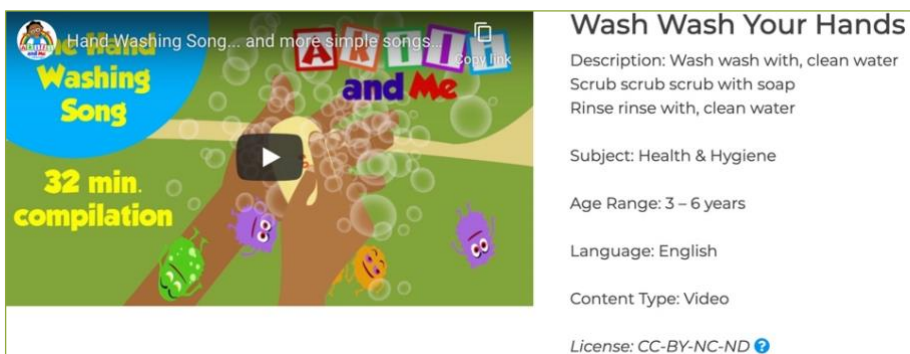 Hand Washing Song... and more simple songs...
Copy link
The Hand
Washing
Song
ARTIE
and Me
32 min.
compilation
Wash Wash Your Hands
Description: Wash wash with, clean water
Scrub scrub scrub with soap
Rinse rinse with, clean water
Subject: Health & Hygiene
Age Range: 3 – 6 years
Language: English
Content Type: Video
License: CC-BY-NC-ND